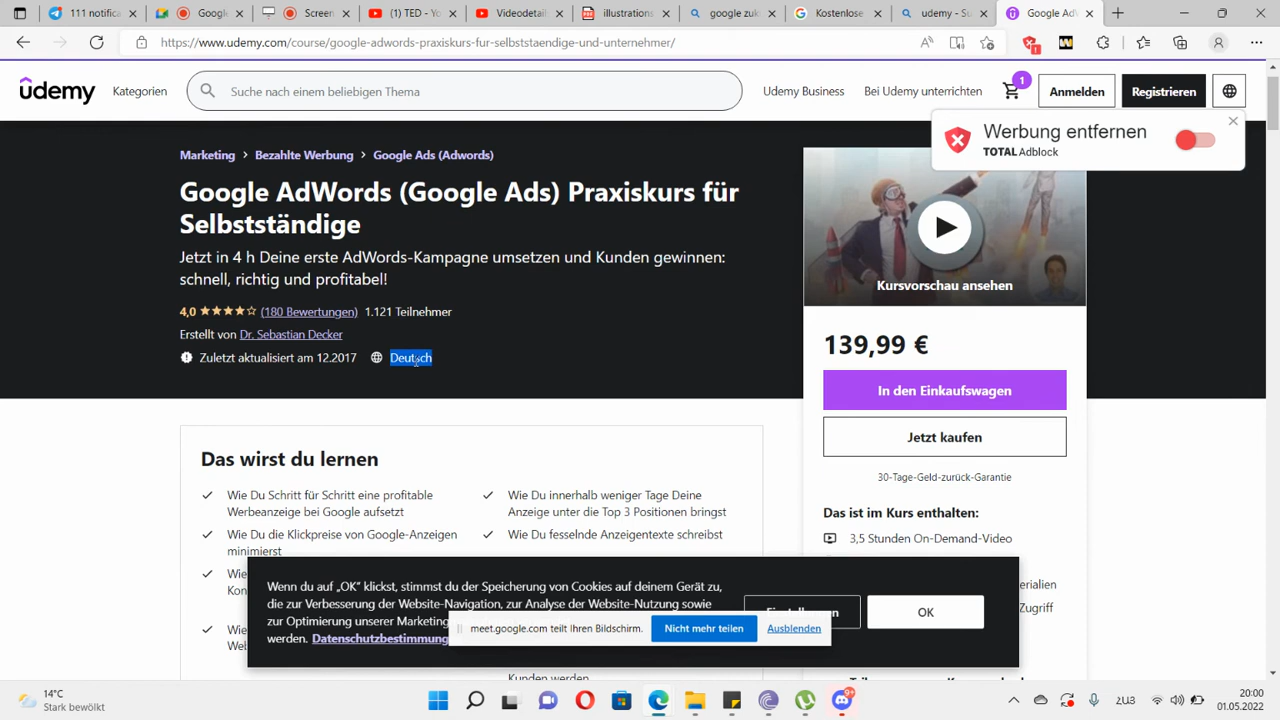 111 notifica
Google
Screen
(1) TED - Yo
Videodetails
illustrations
google zuk
Kostenlose
udemy - Su
Google Ad
https://www.udemy.com/course/google-adwords-praxiskurs-fur-selbststaendige-und-unternehmer/
udemy
Kategorien
Suche nach einem beliebigen Thema
Udemy Business
Bei Udemy unterrichten
1
Anmelden
Registrieren
Werbung entfernen
TOTAL Adblock
Marketing > Bezahlte Werbung > Google Ads (Adwords)
Google AdWords (Google Ads) Praxiskurs für
Selbstständige
Jetzt in 4 h Deine erste AdWords-Kampagne umsetzen und Kunden gewinnen:
schnell, richtig und profitabel!
4,0 (180 Bewertungen) 1.121 Teilnehmer
Erstellt von Dr. Sebastian Decker
Zuletzt aktualisiert am 12.2017 Deutsch
Kursvorschau ansehen
139,99 €
In den Einkaufswagen
Jetzt kaufen
30-Tage-Geld-zurück-Garantie
Das ist im Kurs enthalten:
3,5 Stunden On-Demand-Video
erialien
Zugriff
Das wirst du lernen
Wie Du Schritt für Schritt eine profitable
Werbeanzeige bei Google aufsetzt
Wie Du innerhalb weniger Tage Deine
Anzeige unter die Top 3 Positionen bringst
Wie Du die Klickpreise von Google-Anzeigen
minimierst
Wie Du fesselnde Anzeigentexte schreibst
Kunden werden
Wenn du auf „OK" klickst, stimmst du der Speicherung von Cookies auf deinem Gerät zu,
die zur Verbesserung der Website-Navigation, zur Analyse der Website-Nutzung sowie
zur Optimierung unserer Marketing
werden. Datenschutzbestimmung
OK
meet.google.com teilt Ihren Bildschirm.
Nicht mehr teilen
Ausblenden
14°C
Stark bewölkt
9+
ՀԱՅ
20:00
01.05.2022